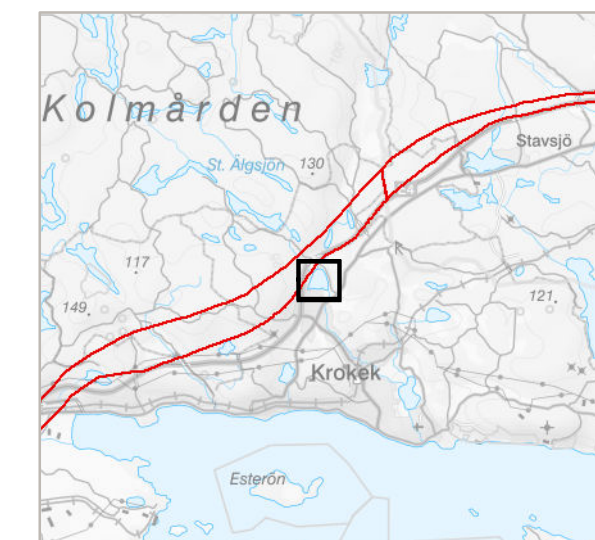 Kolmården
Stavsjö
St. Älgsjön 130
117
149
121
Krokek
Esterön